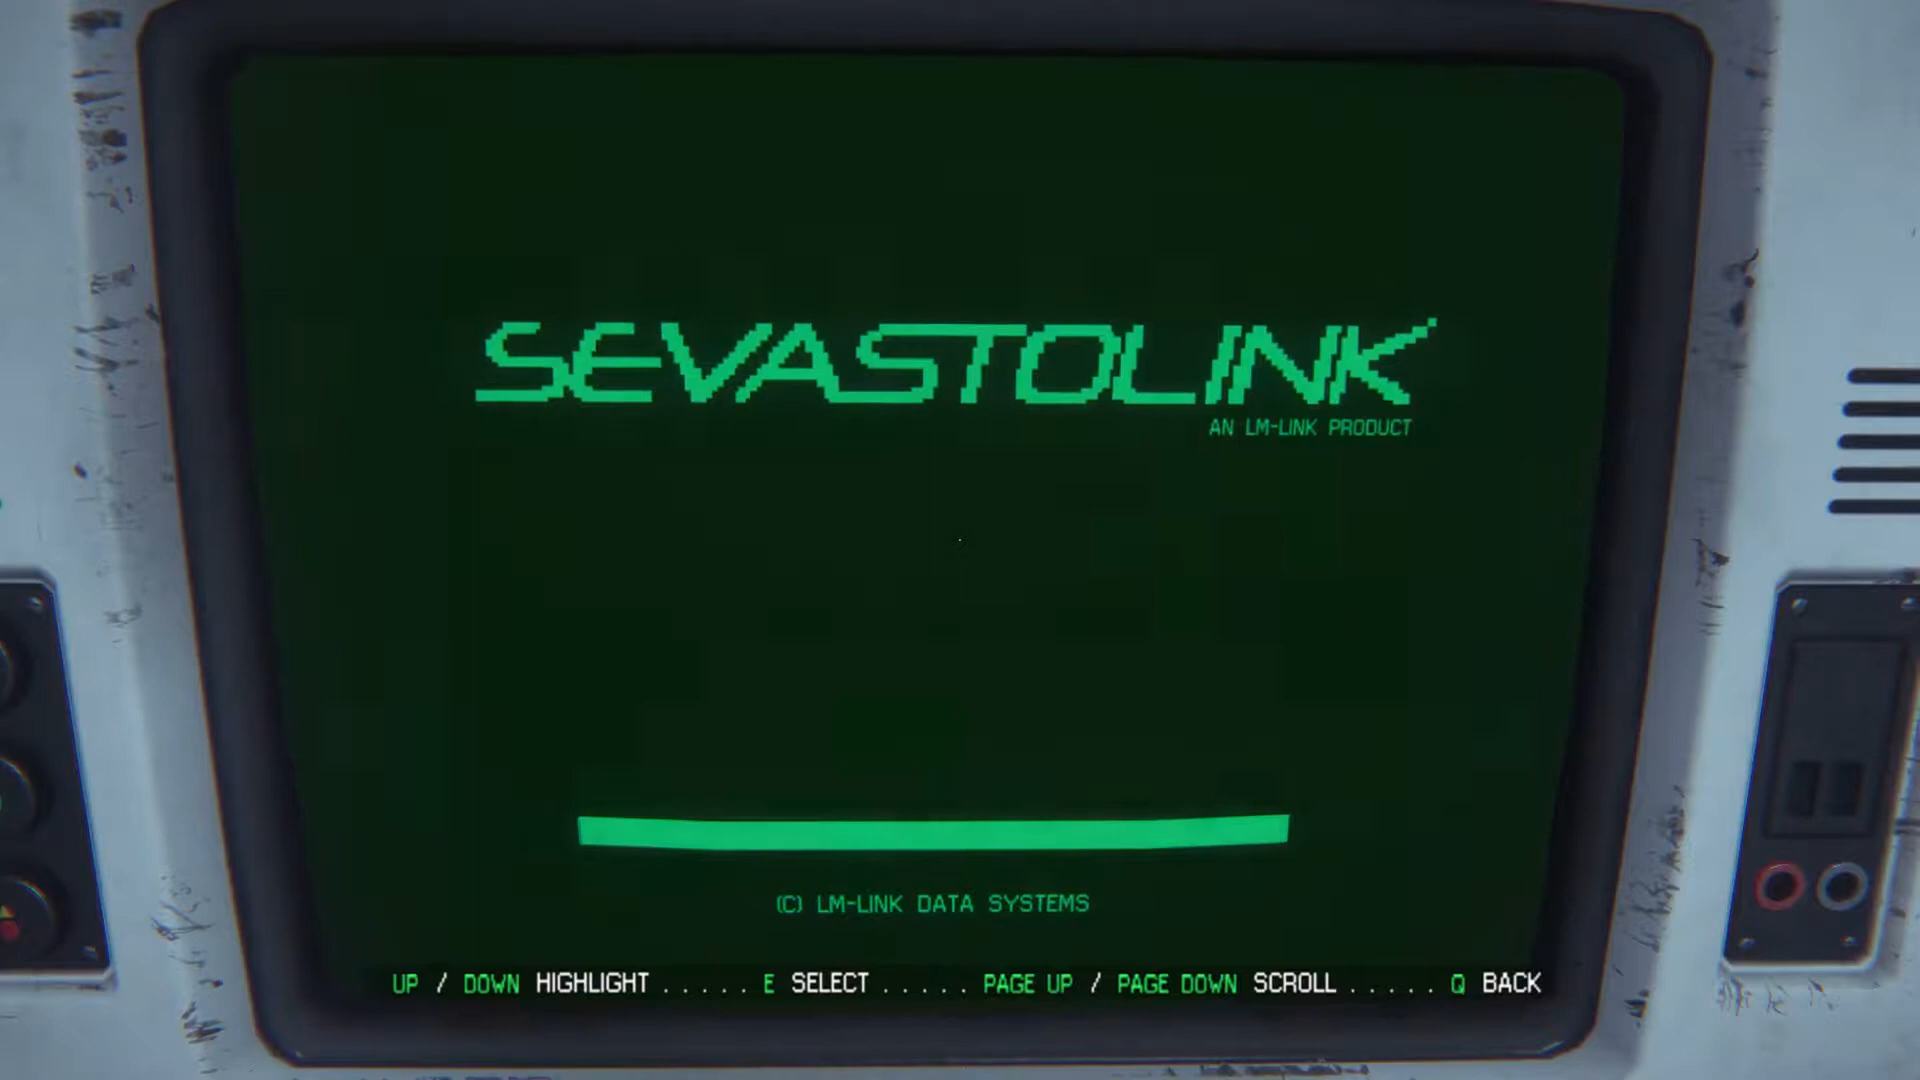 SEVASTOLINK
AN LM-LINK PRODUCT
(C) LM-LINK DATA SYSTEMS
UP / DOWN HIGHLIGHT ..... E SELECT ..... PAGE UP / PAGE DOWN SCROLL ..... Q BACK